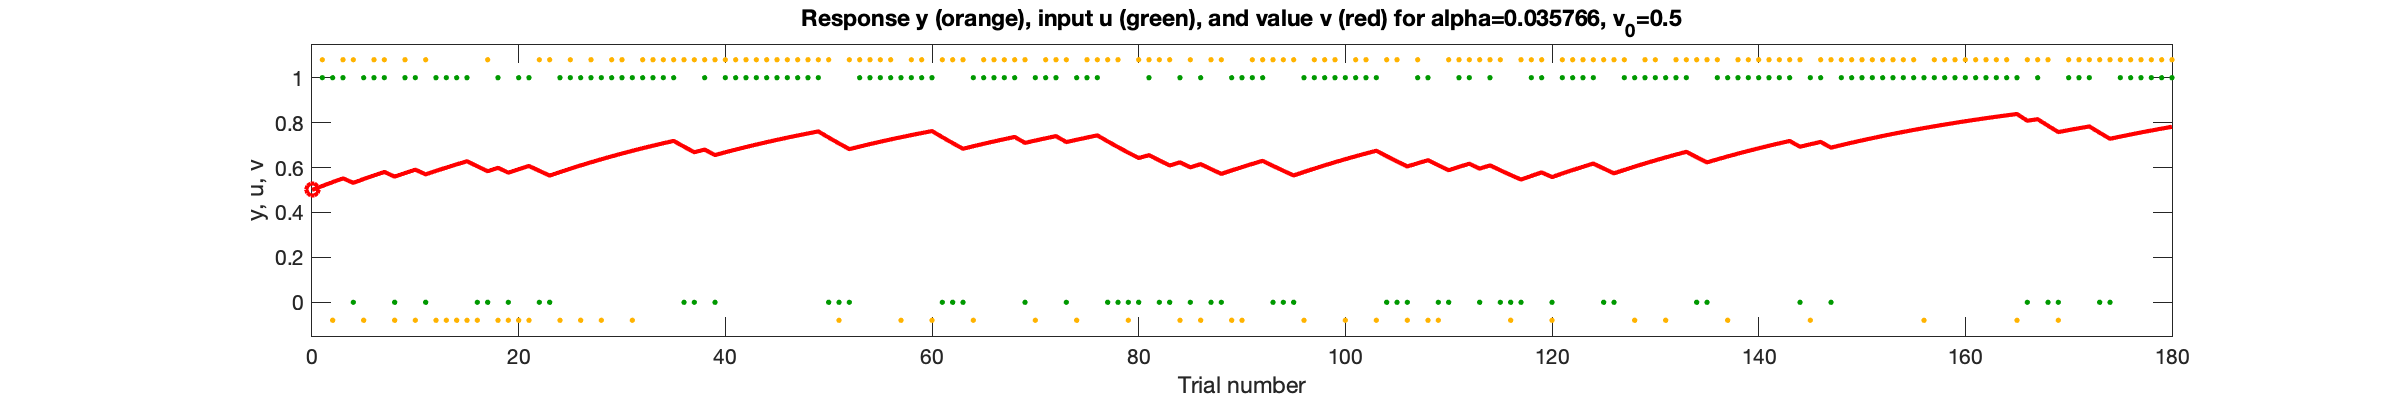 Response y (orange), input u (green), and value v (red) for alpha=0.035766, v₀=0.5
y, u, v
1
0.8
0.6
0.4
0.2
0
0 20 40 60 80 100 120 140 160 180
Trial number